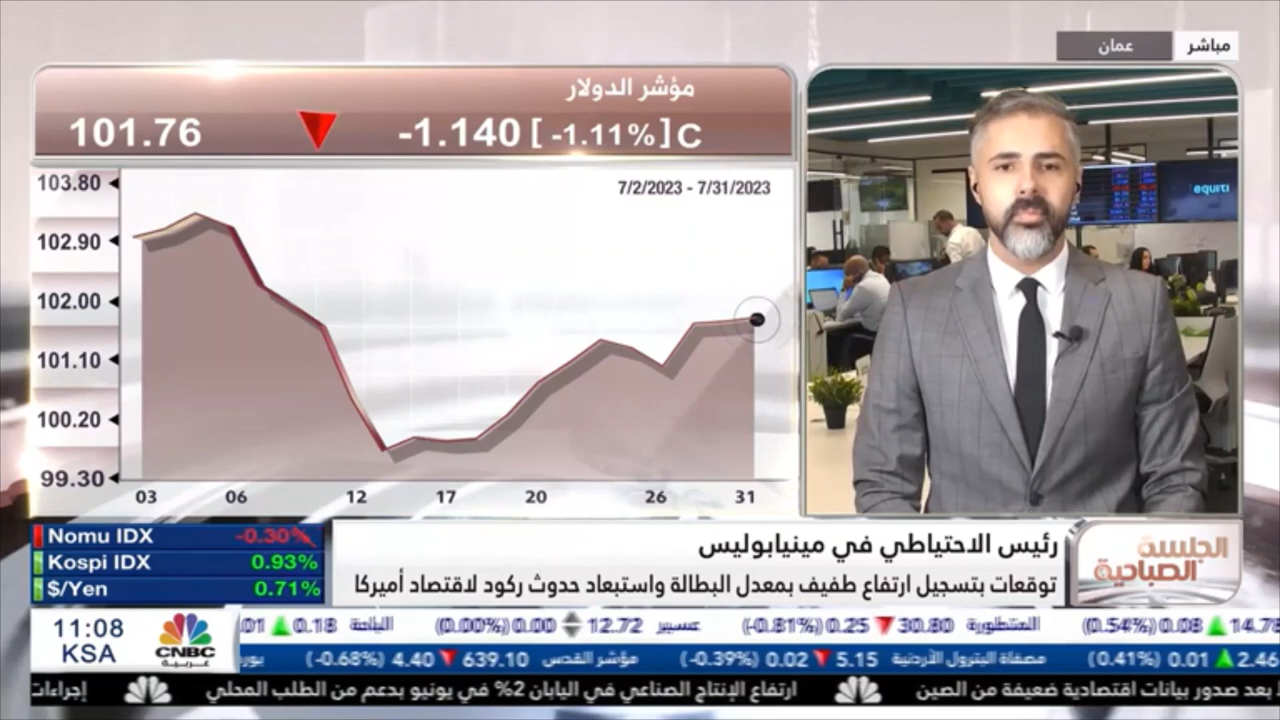 مباشر
عمان
مؤشر الدولار
101.76 -1.140 [ -1.11% ] C
7/2/2023 - 7/31/2023
103.80
102.90
102.00
101.10
100.20
99.30
03 06 12 17 20 26 31
equiti
Nomu IDX -0.30%
Kospi IDX 0.93%
$/Yen 0.71%
رئيس الاحتياطي في مينيابوليس
توقعات بتسجيل ارتفاع طفيف بمعدل البطالة واستبعاد حدوث ركود لاقتصاد أميركا
الجلسة
الصباحية
11:08
KSA
CNBC
عربية
14.78 0.08 (0.54%) المتطورة 30.80 0.25 (-0.81%) عسير 12.72 0.00 (0.00%) الباحة 0.18
2.46 0.01 (0.41%) مصفاة البترول الأردنية 5.15 0.02 (-0.39%) مؤشر القدس 639.10 4.40 (-0.68%)
بعد صدور بيانات اقتصادية ضعيفة من الصين ارتفاع الإنتاج الصناعي في اليابان 2% في يونيو بدعم من الطلب المحلي إجراءات